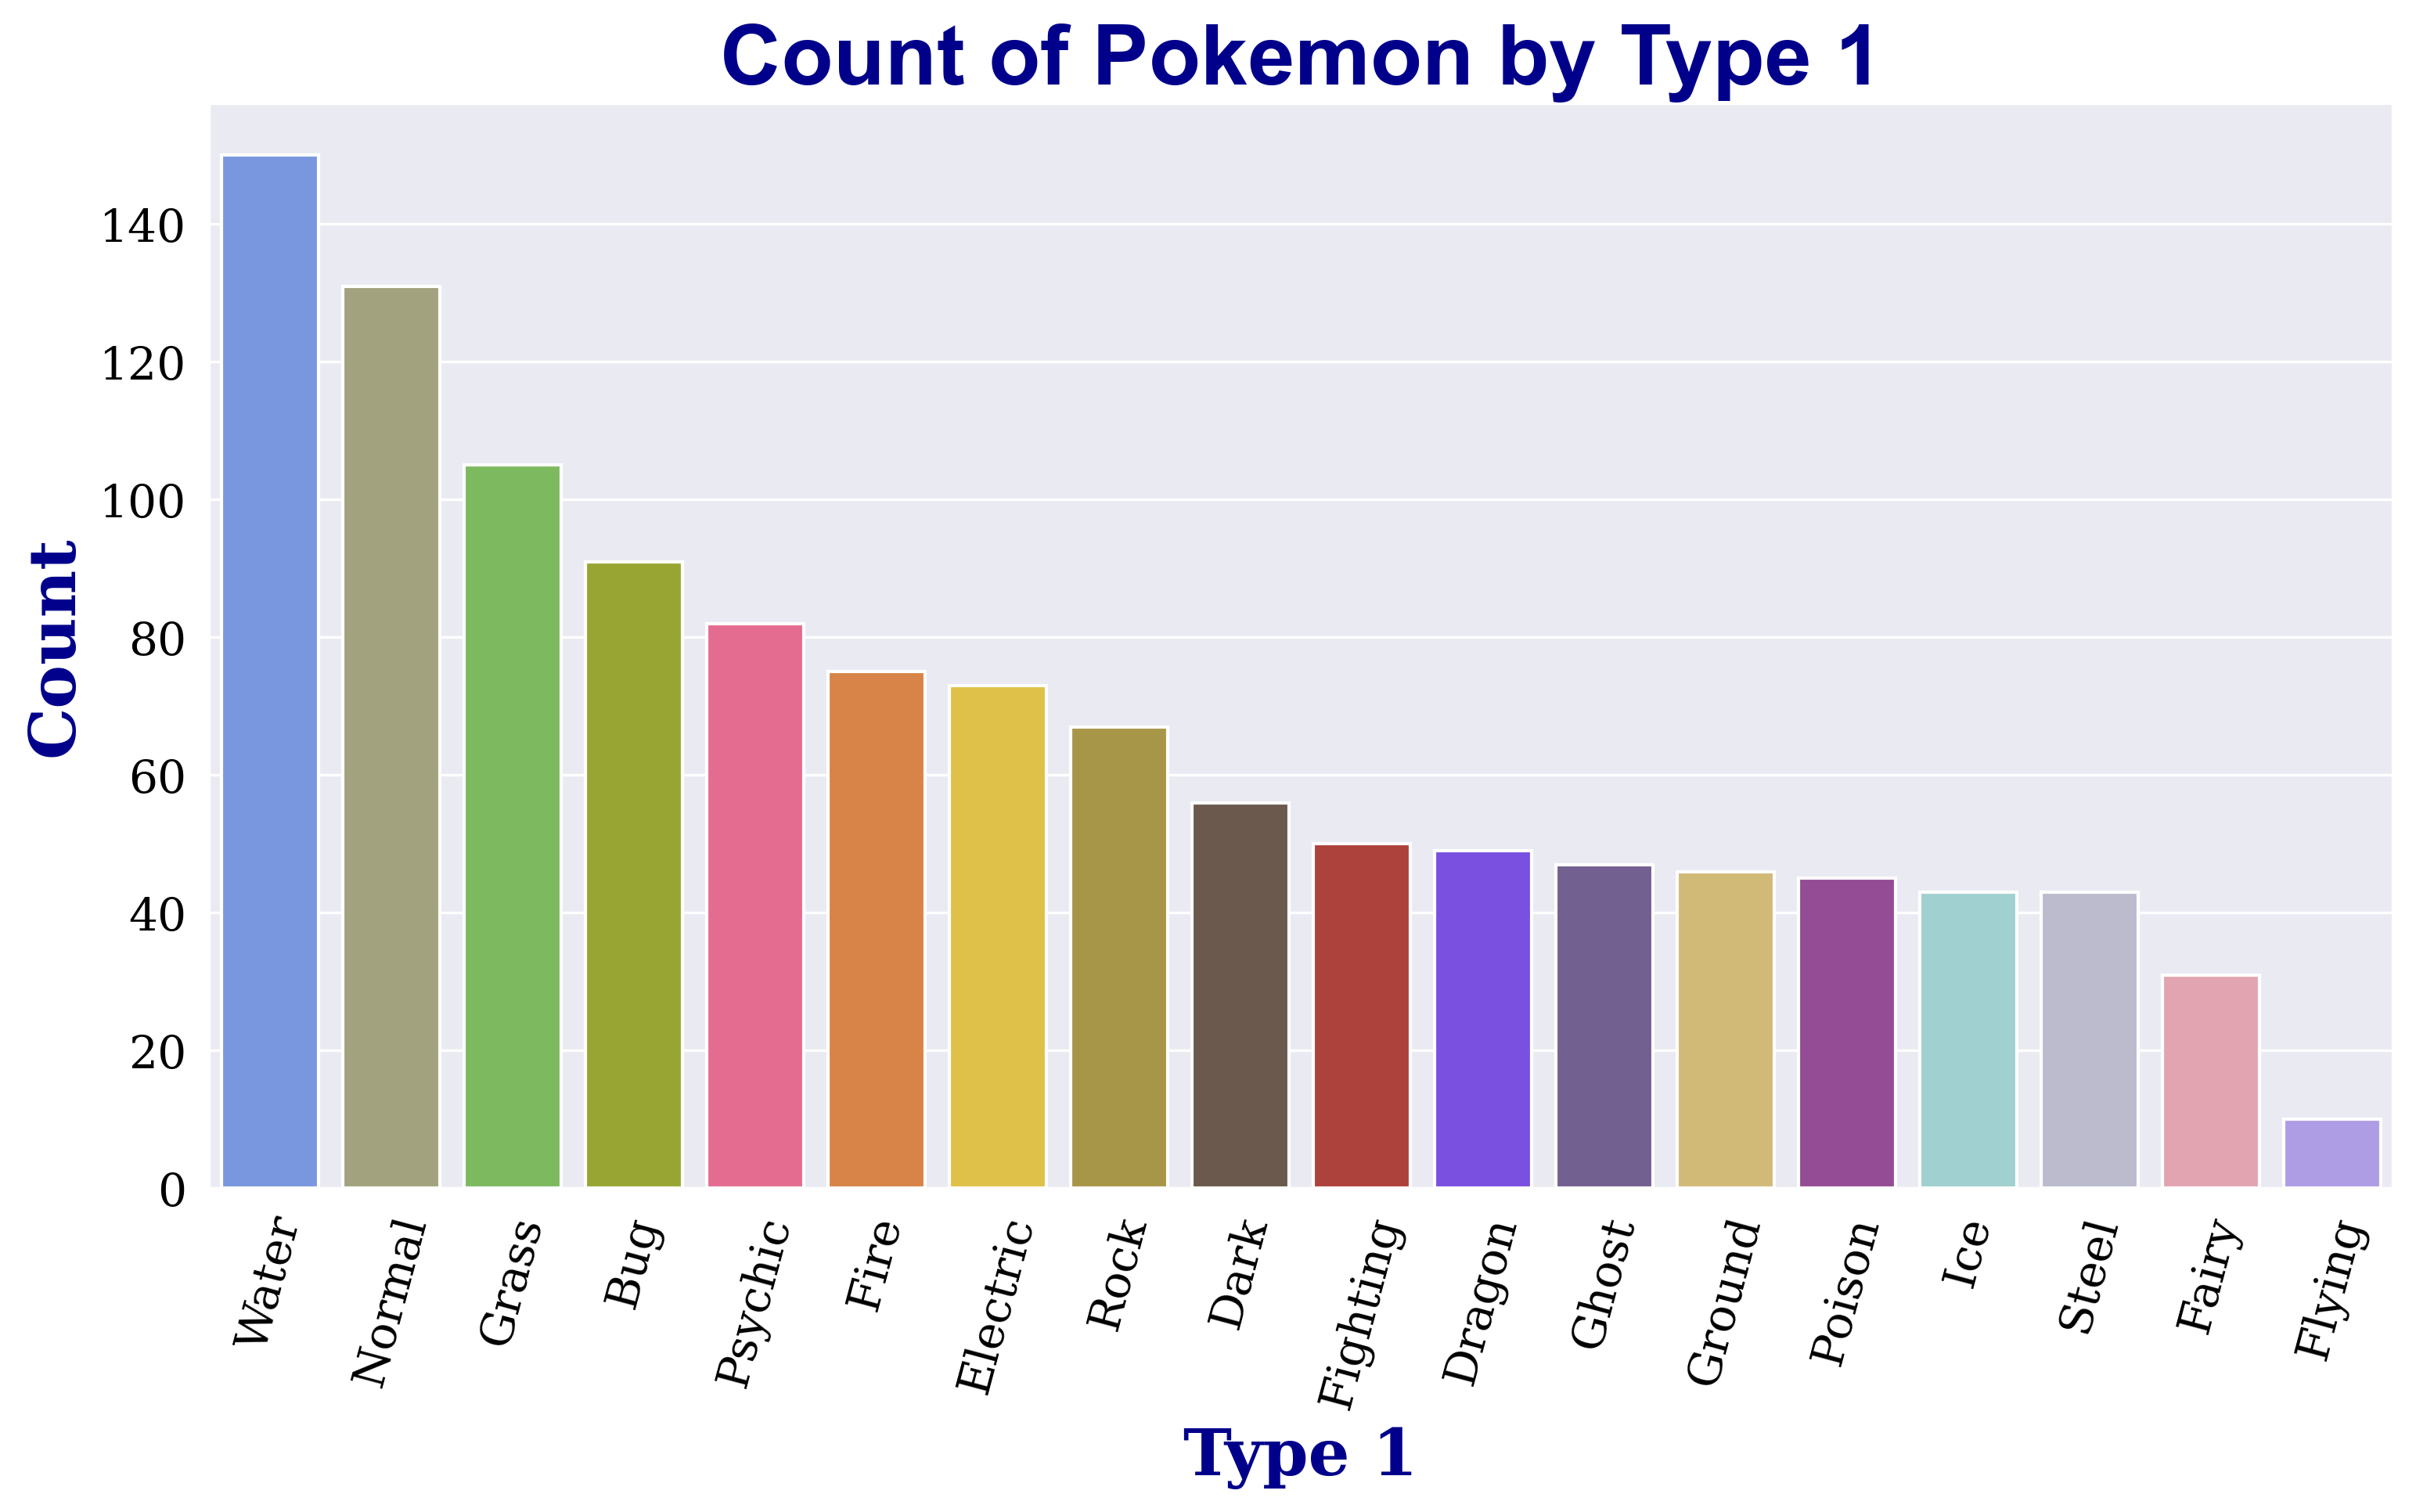 Count of Pokemon by Type 1
Count
140
120
100
80
60
40
20
0
Water
Normal
Grass
Bug
Psychic
Fire
Electric
Rock
Dark
Fighting
Dragon
Ghost
Ground
Poison
Ice
Steel
Fairy
Flying
Type 1